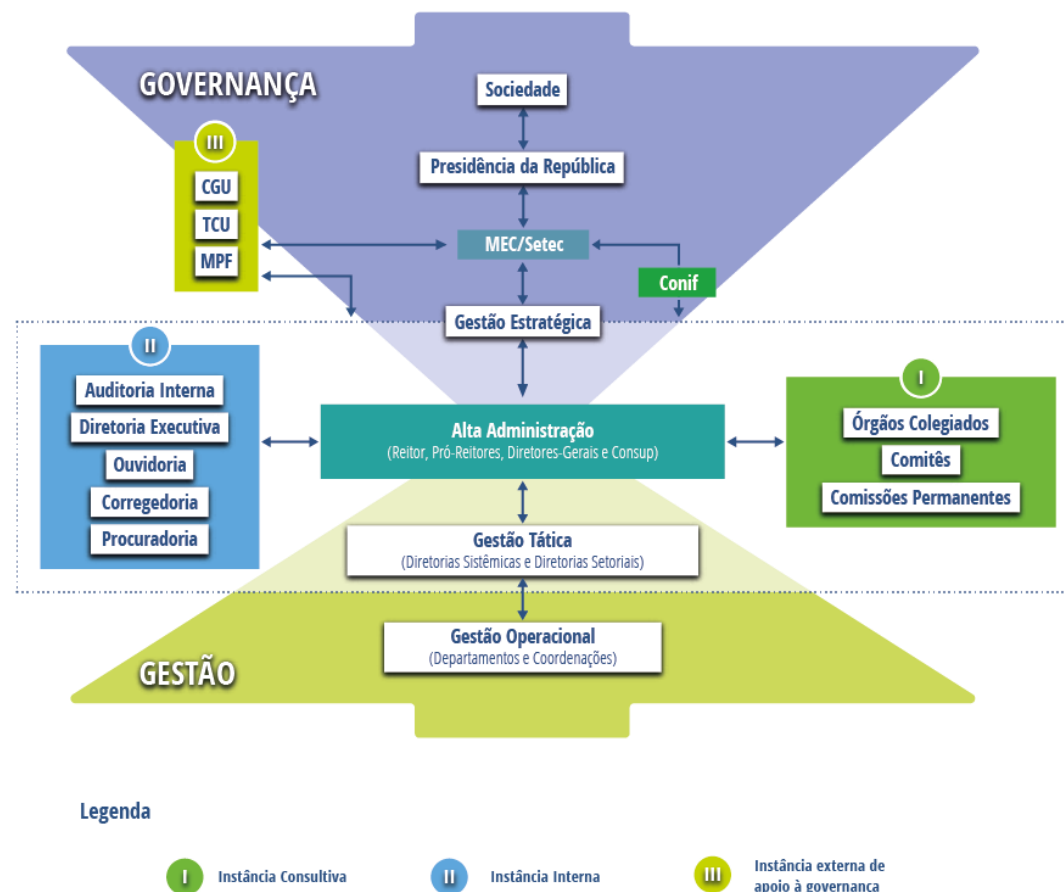 GOVERNANÇA
Sociedade
III
CGU
TCU
MPF
Presidência da República
MEC/Setec
Conif
Gestão Estratégica
II
Auditoria Interna
Diretoria Executiva
Ouvidoria
Corregedoria
Procuradoria
Alta Administração
(Reitor, Pró-Reitores, Diretores-Gerais e Consup)
I
Órgãos Colegiados
Comitês
Comissões Permanentes
Gestão Tática
(Diretorias Sistêmicas e Diretorias Setoriais)
Gestão Operacional
(Departamentos e Coordenações)
GESTÃO
Legenda
I
Instância Consultiva
II
Instância Interna
III
Instância externa de
apoio à governança